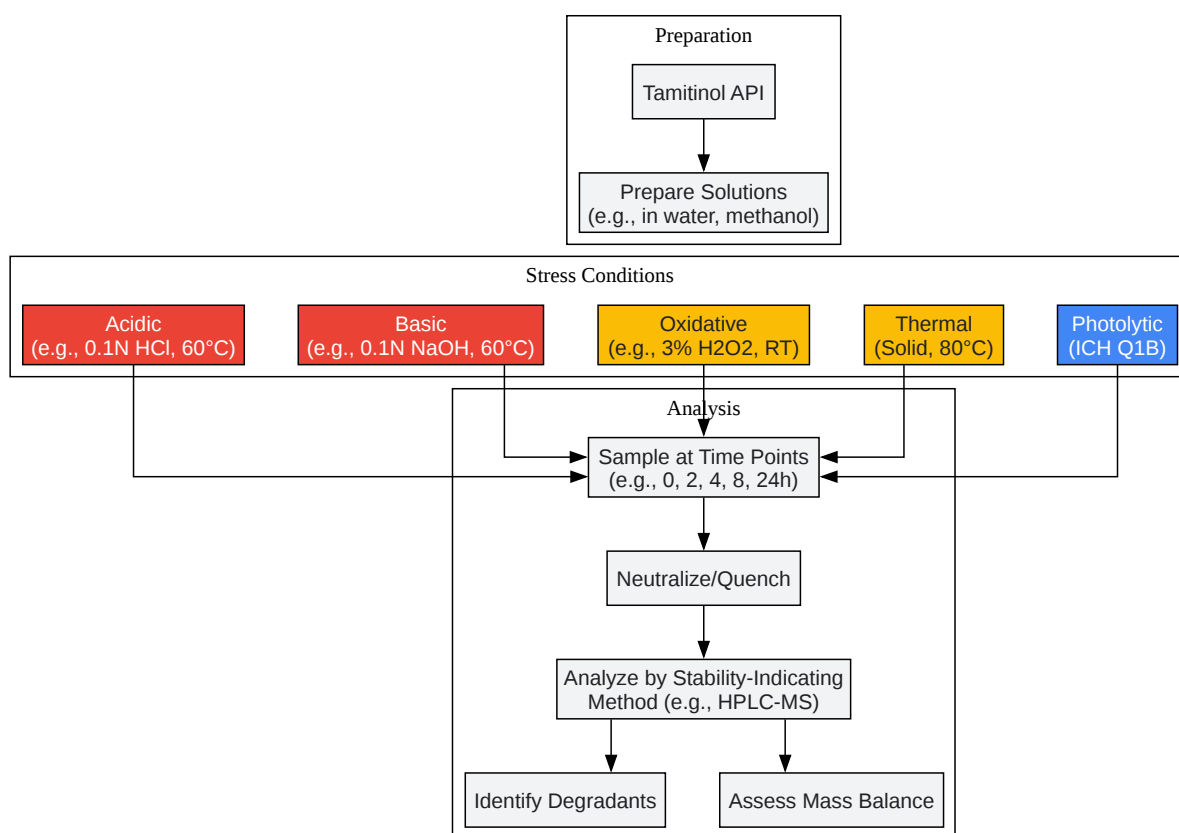 Preparation
Tamitinol API
Prepare Solutions
(e.g., in water, methanol)
Stress Conditions
Acidic
(e.g., 0.1N HCl, 60°C)
Basic
(e.g., 0.1N NaOH, 60°C)
Oxidative
(e.g., 3% H2O2, RT)
Thermal
(Solid, 80°C)
Photolytic
(ICH Q1B)
Analysis
Sample at Time Points
(e.g., 0, 2, 4, 8, 24h)
Neutralize/Quench
Analyze by Stability-Indicating
Method (e.g., HPLC-MS)
Identify Degradants
Assess Mass Balance